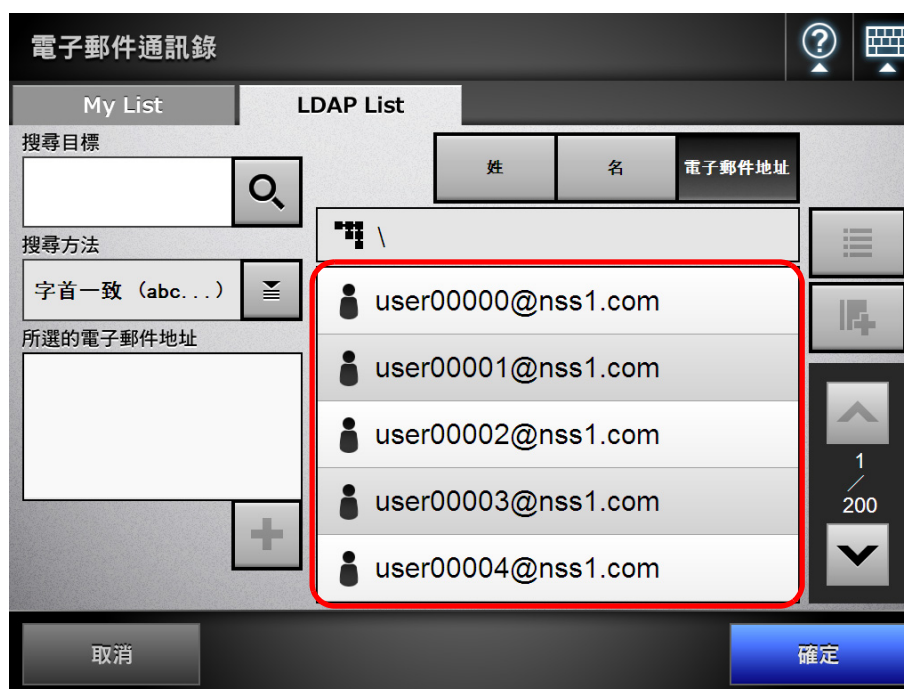 電子郵件通訊錄
My List
LDAP List
搜尋目標
姓
名
電子郵件地址
\
搜尋方法
字首一致 (abc...)
所選的電子郵件地址
user00000@nss1.com
user00001@nss1.com
user00002@nss1.com
user00003@nss1.com
user00004@nss1.com
1
/
200
取消
確定